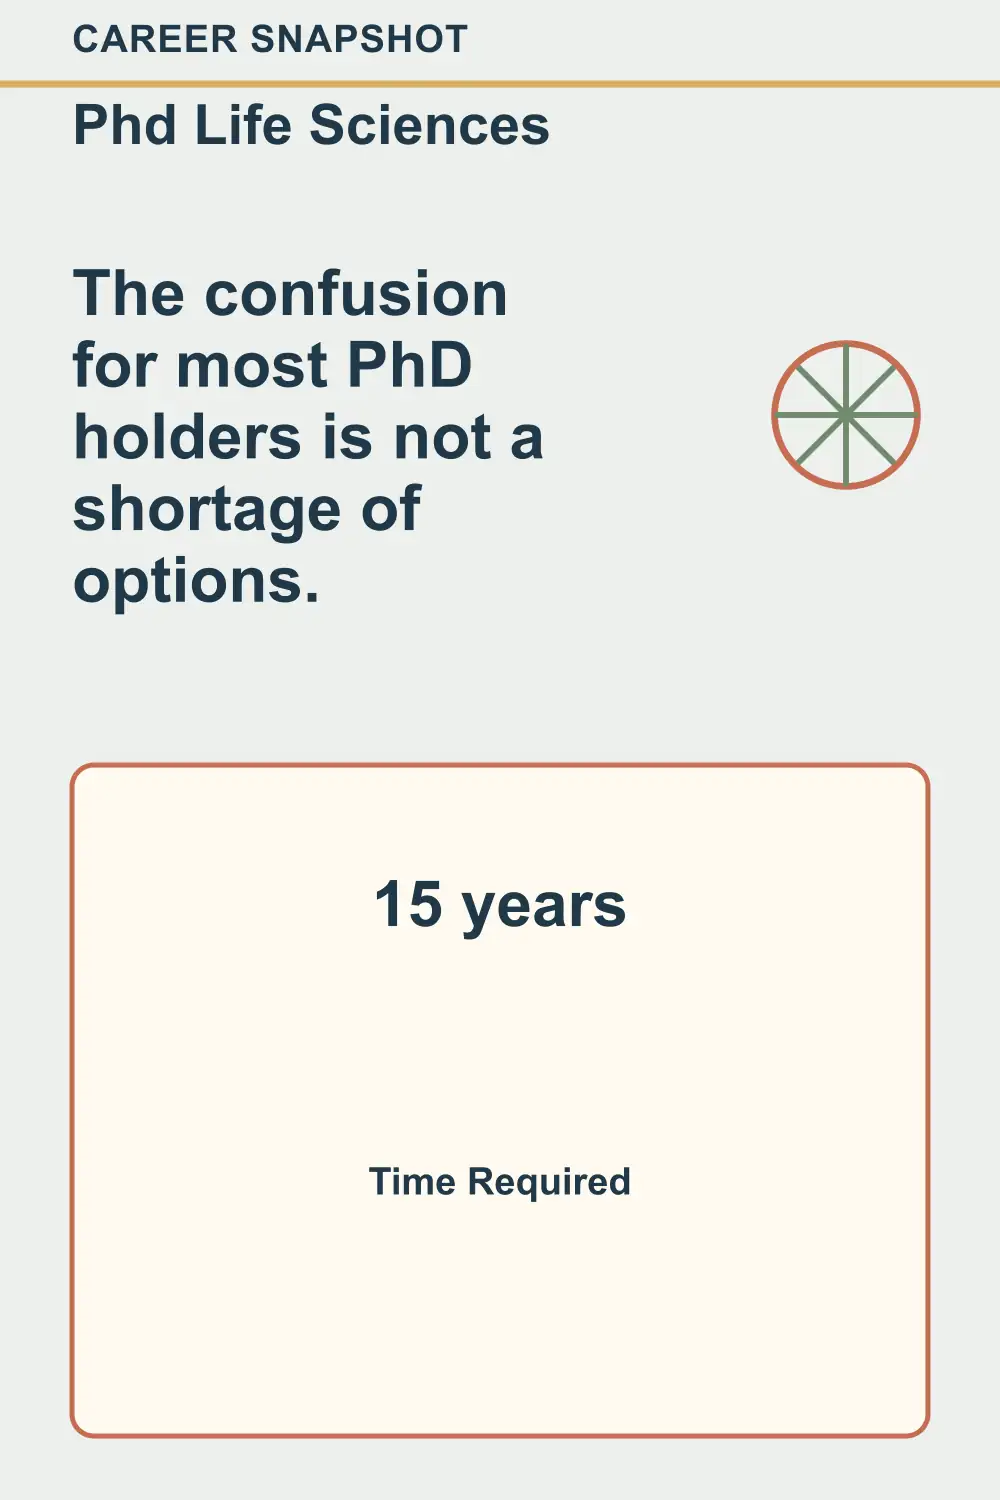 CAREER SNAPSHOT
Phd Life Sciences
The confusion
for most PhD
holders is not a
shortage of
options.
15 years
Time Required